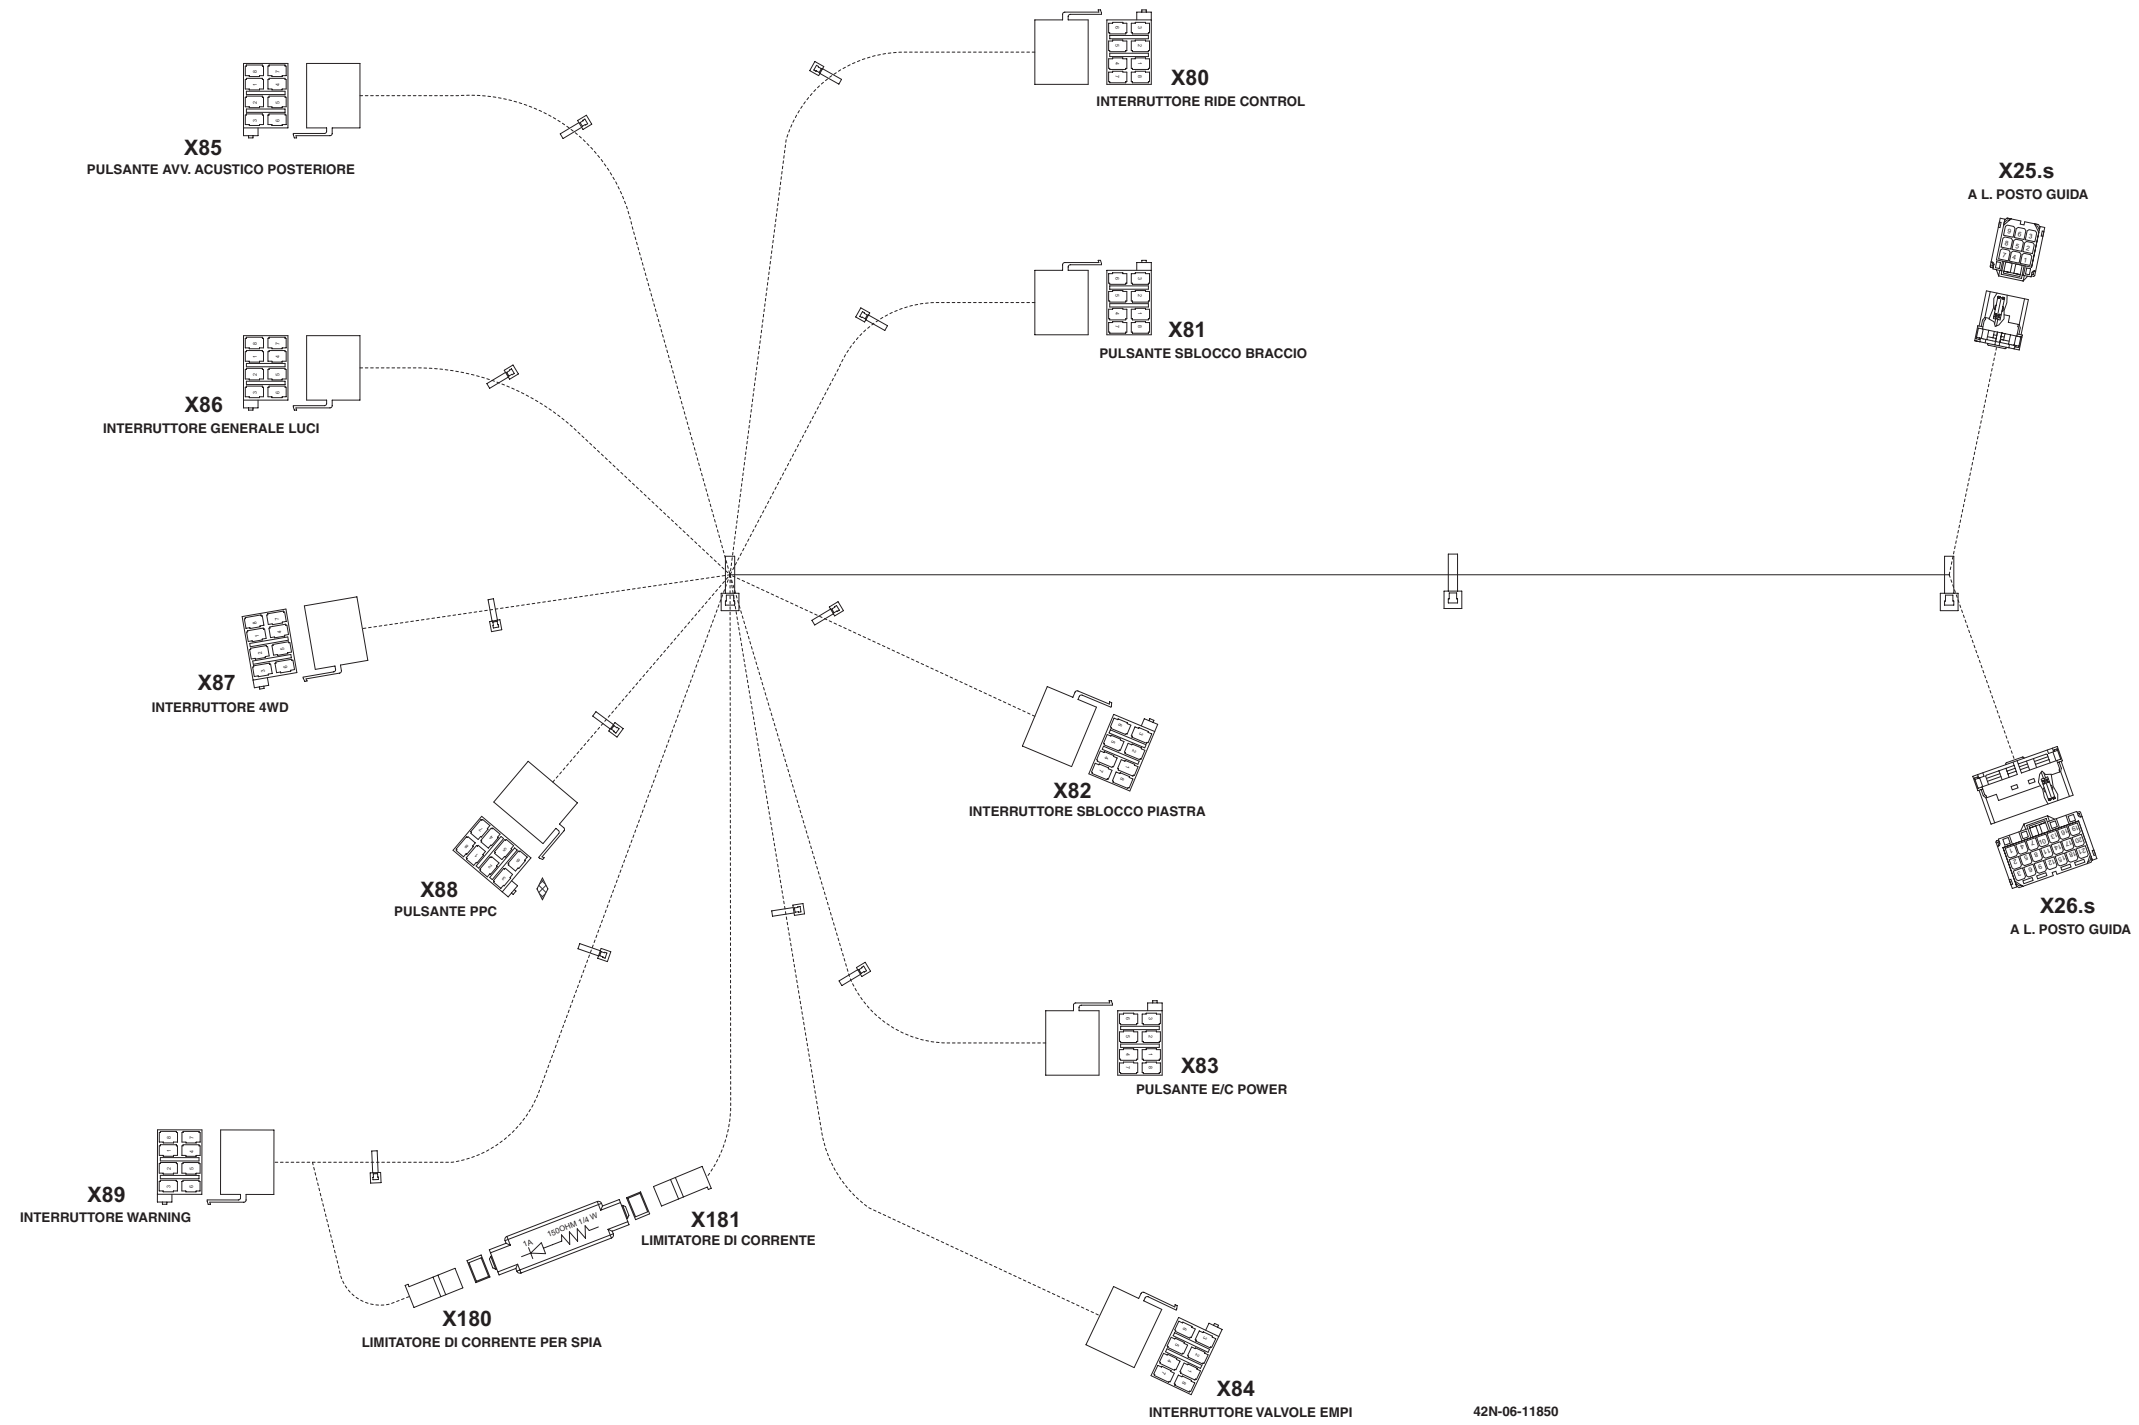 X80
INTERRUTTORE RIDE CONTROL
X85
PULSANTE AVV. ACUSTICO POSTERIORE
X25.s
A L. POSTO GUIDA
X81
PULSANTE SBLOCCO BRACCIO
X86
INTERRUTTORE GENERALE LUCI
X87
INTERRUTTORE 4WD
X82
INTERRUTTORE SBLOCCO PIASTRA
X88
PULSANTE PPC
X26.s
A L. POSTO GUIDA
X83
PULSANTE E/C POWER
X89
INTERRUTTORE WARNING
1A
150OHM 1/4 W
X181
LIMITATORE DI CORRENTE
X180
LIMITATORE DI CORRENTE PER SPIA
X84
INTERRUTTORE VALVOLE EMPI
42N-06-11850